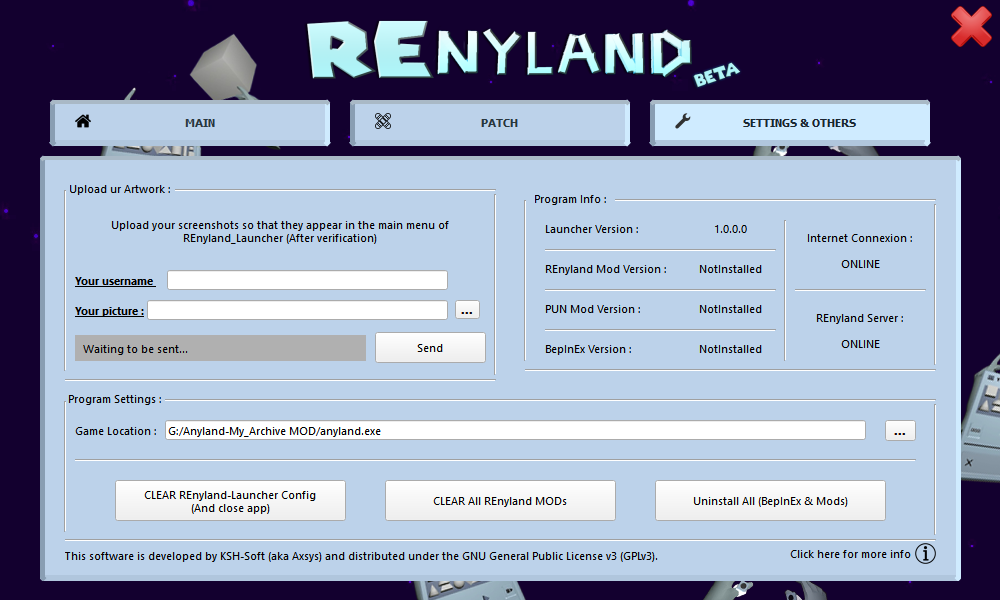 RENYLAND
BETA
MAIN
PATCH
SETTINGS & OTHERS
Upload ur Artwork :
Upload your screenshots so that they appear in the main menu of
REnyland_Launcher (After verification)
Your username
Your picture :
...
Waiting to be sent...
Send
Program Info :
Launcher Version :
1.0.0.0
REnyland Mod Version :
NotInstalled
PUN Mod Version :
NotInstalled
BepInEx Version :
NotInstalled
Internet Connexion :
ONLINE
REnyland Server :
ONLINE
Program Settings :
Game Location :
G:/Anyland-My_Archive MOD/anyland.exe
...
CLEAR REnyland-Launcher Config
(And close app)
CLEAR All REnyland MODs
Uninstall All (BepInEx & Mods)
This software is developed by KSH-Soft (aka Axsys) and distributed under the GNU General Public License v3 (GPLv3).
Click here for more info